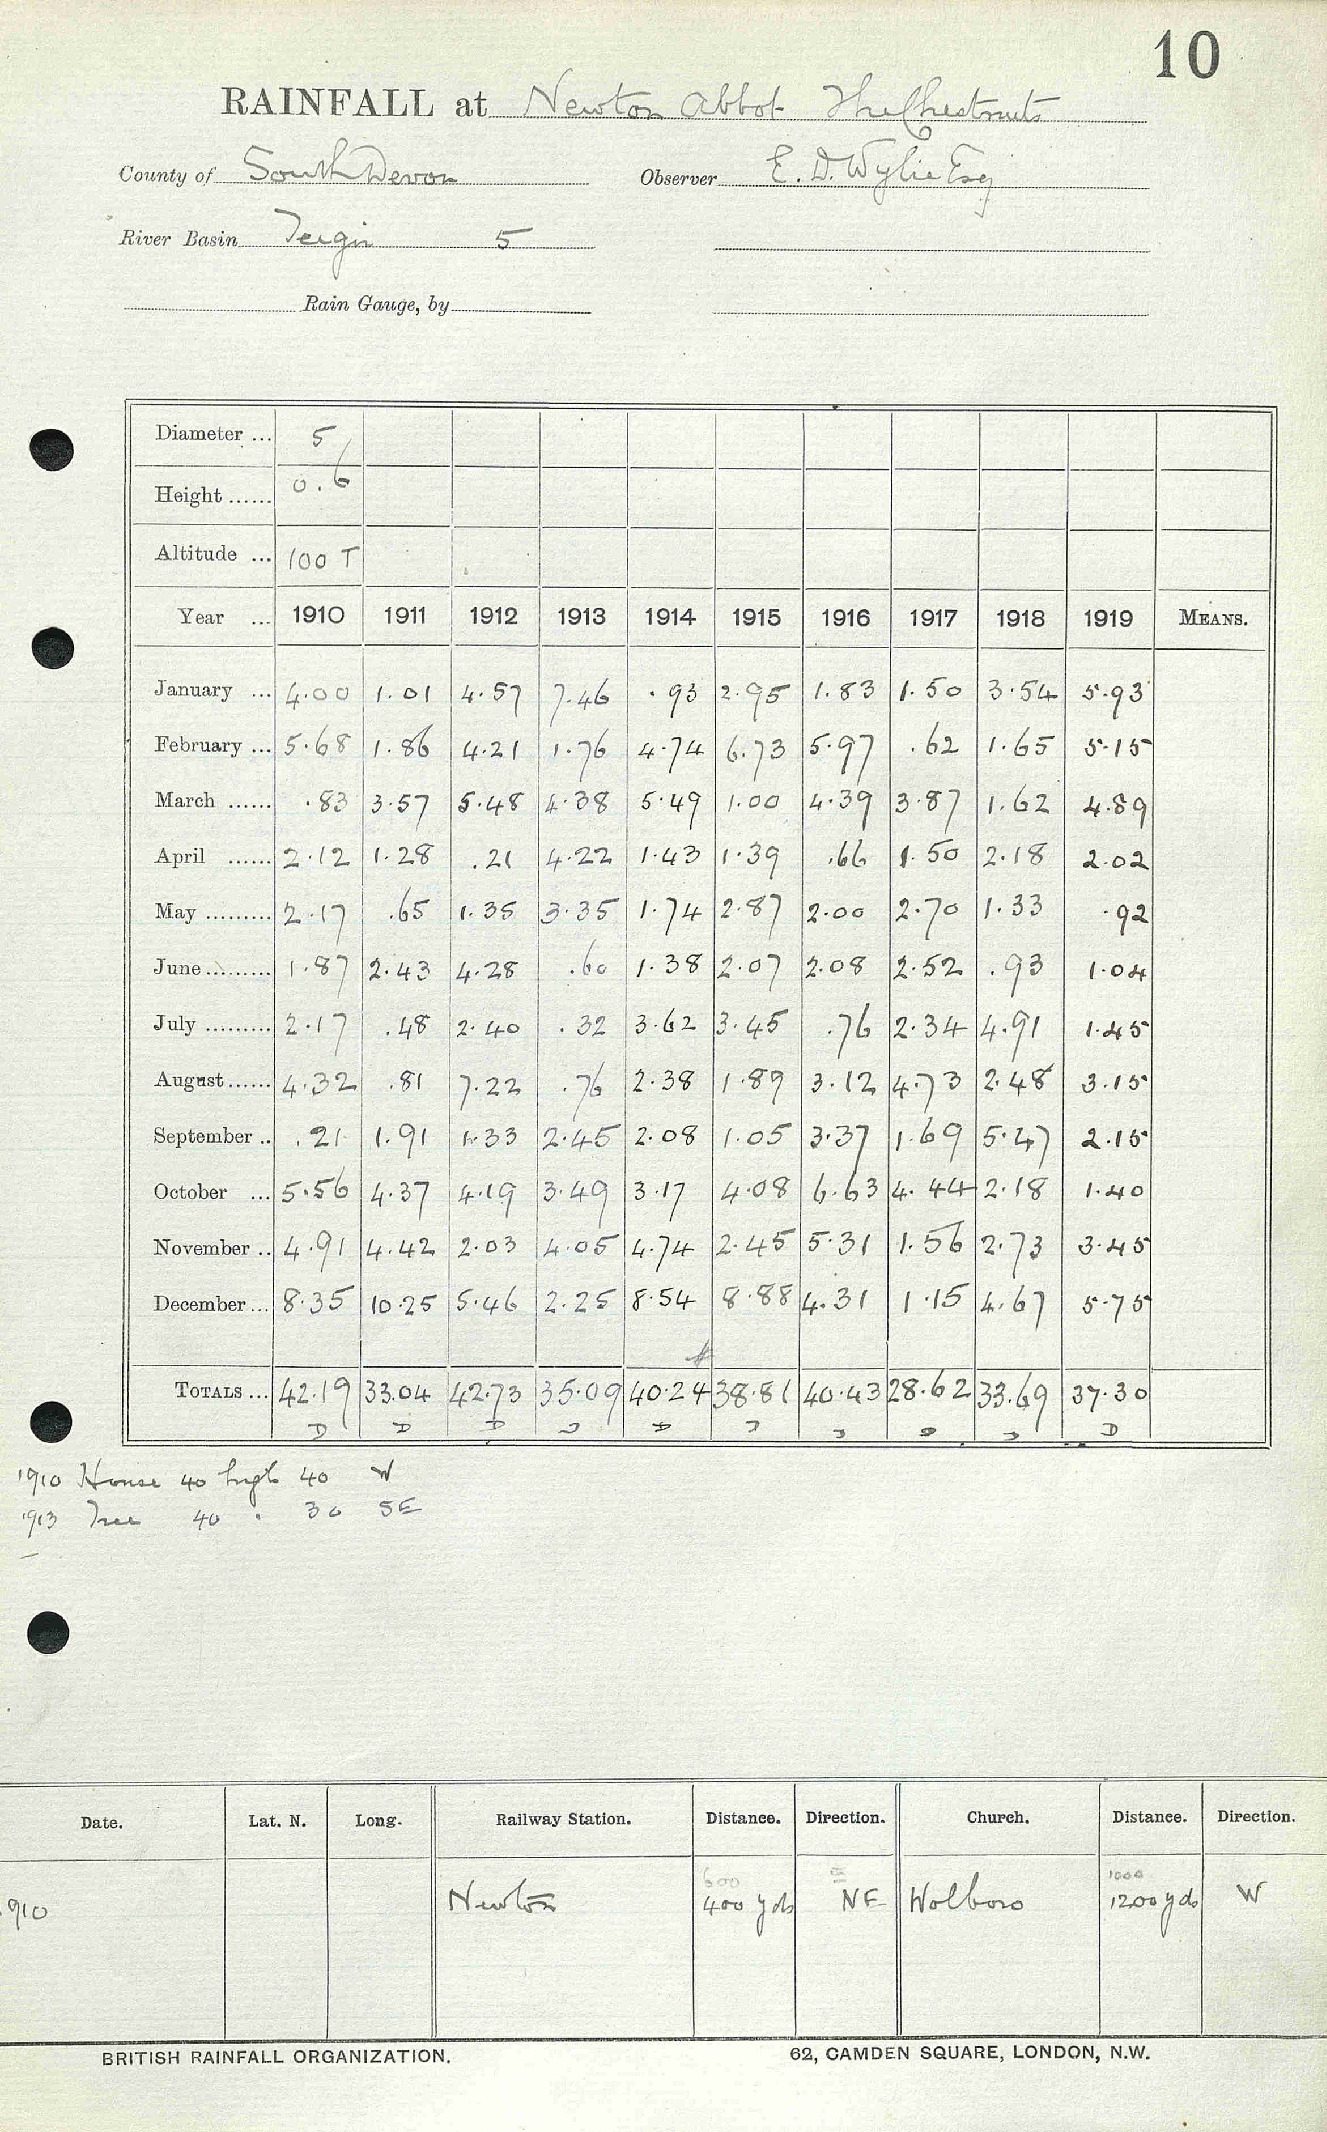 10
RAINFALL at Newton Abbot The Chestnuts
County of South Devon Observer E. D. Wylie Esq
River Basin Teign 5
Rain Gauge, by
Diameter ... 5
Height ...... 0.6
Altitude ... 100 T
Year ... 1910 1911 1912 1913 1914 1915 1916 1917 1918 1919 MEANS.
January ... 4.00 1.01 4.57 7.46 .93 2.95 1.83 1.50 3.54 5.93
February ... 5.68 1.86 4.21 1.76 4.74 6.73 5.97 .62 1.65 5.15
March ...... .83 3.57 5.48 4.38 5.49 1.00 4.39 3.87 1.62 4.89
April ...... 2.12 1.28 .21 4.22 1.43 1.39 .66 1.50 2.18 2.02
May ......... 2.17 .65 1.35 3.35 1.74 2.87 2.00 2.70 1.33 .92
June ......... 1.87 2.43 4.28 .60 1.38 2.07 2.08 2.52 .93 1.04
July ......... 2.17 .48 2.40 .32 3.62 3.45 .76 2.34 4.91 1.45
August ...... 4.32 .81 7.22 .76 2.38 1.89 3.12 4.73 2.48 3.15
September .. .21 1.91 1.33 2.45 2.08 1.05 3.37 1.69 5.47 2.15
October ... 5.56 4.37 4.19 3.49 3.17 4.08 6.63 4.44 2.18 1.40
November .. 4.91 4.42 2.03 4.05 4.74 2.45 5.31 1.56 2.73 3.45
December ... 8.35 10.25 5.46 2.25 8.54 8.88 4.31 1.15 4.67 5.75
TOTALS ... 42.19 33.04 42.73 35.09 40.24 38.81 40.43 28.62 33.69 37.30
D D D D D D D D D D
1910 House 40 high 40 W
1913 Tree 40 " 30 SE
Date. Lat. N. Long. Railway Station. Distance. Direction. Church. Distance. Direction.
600 E 1000
1910 Newton 400 yds NE Wolboro 1200 yds W
BRITISH RAINFALL ORGANIZATION. 62, CAMDEN SQUARE, LONDON, N.W.